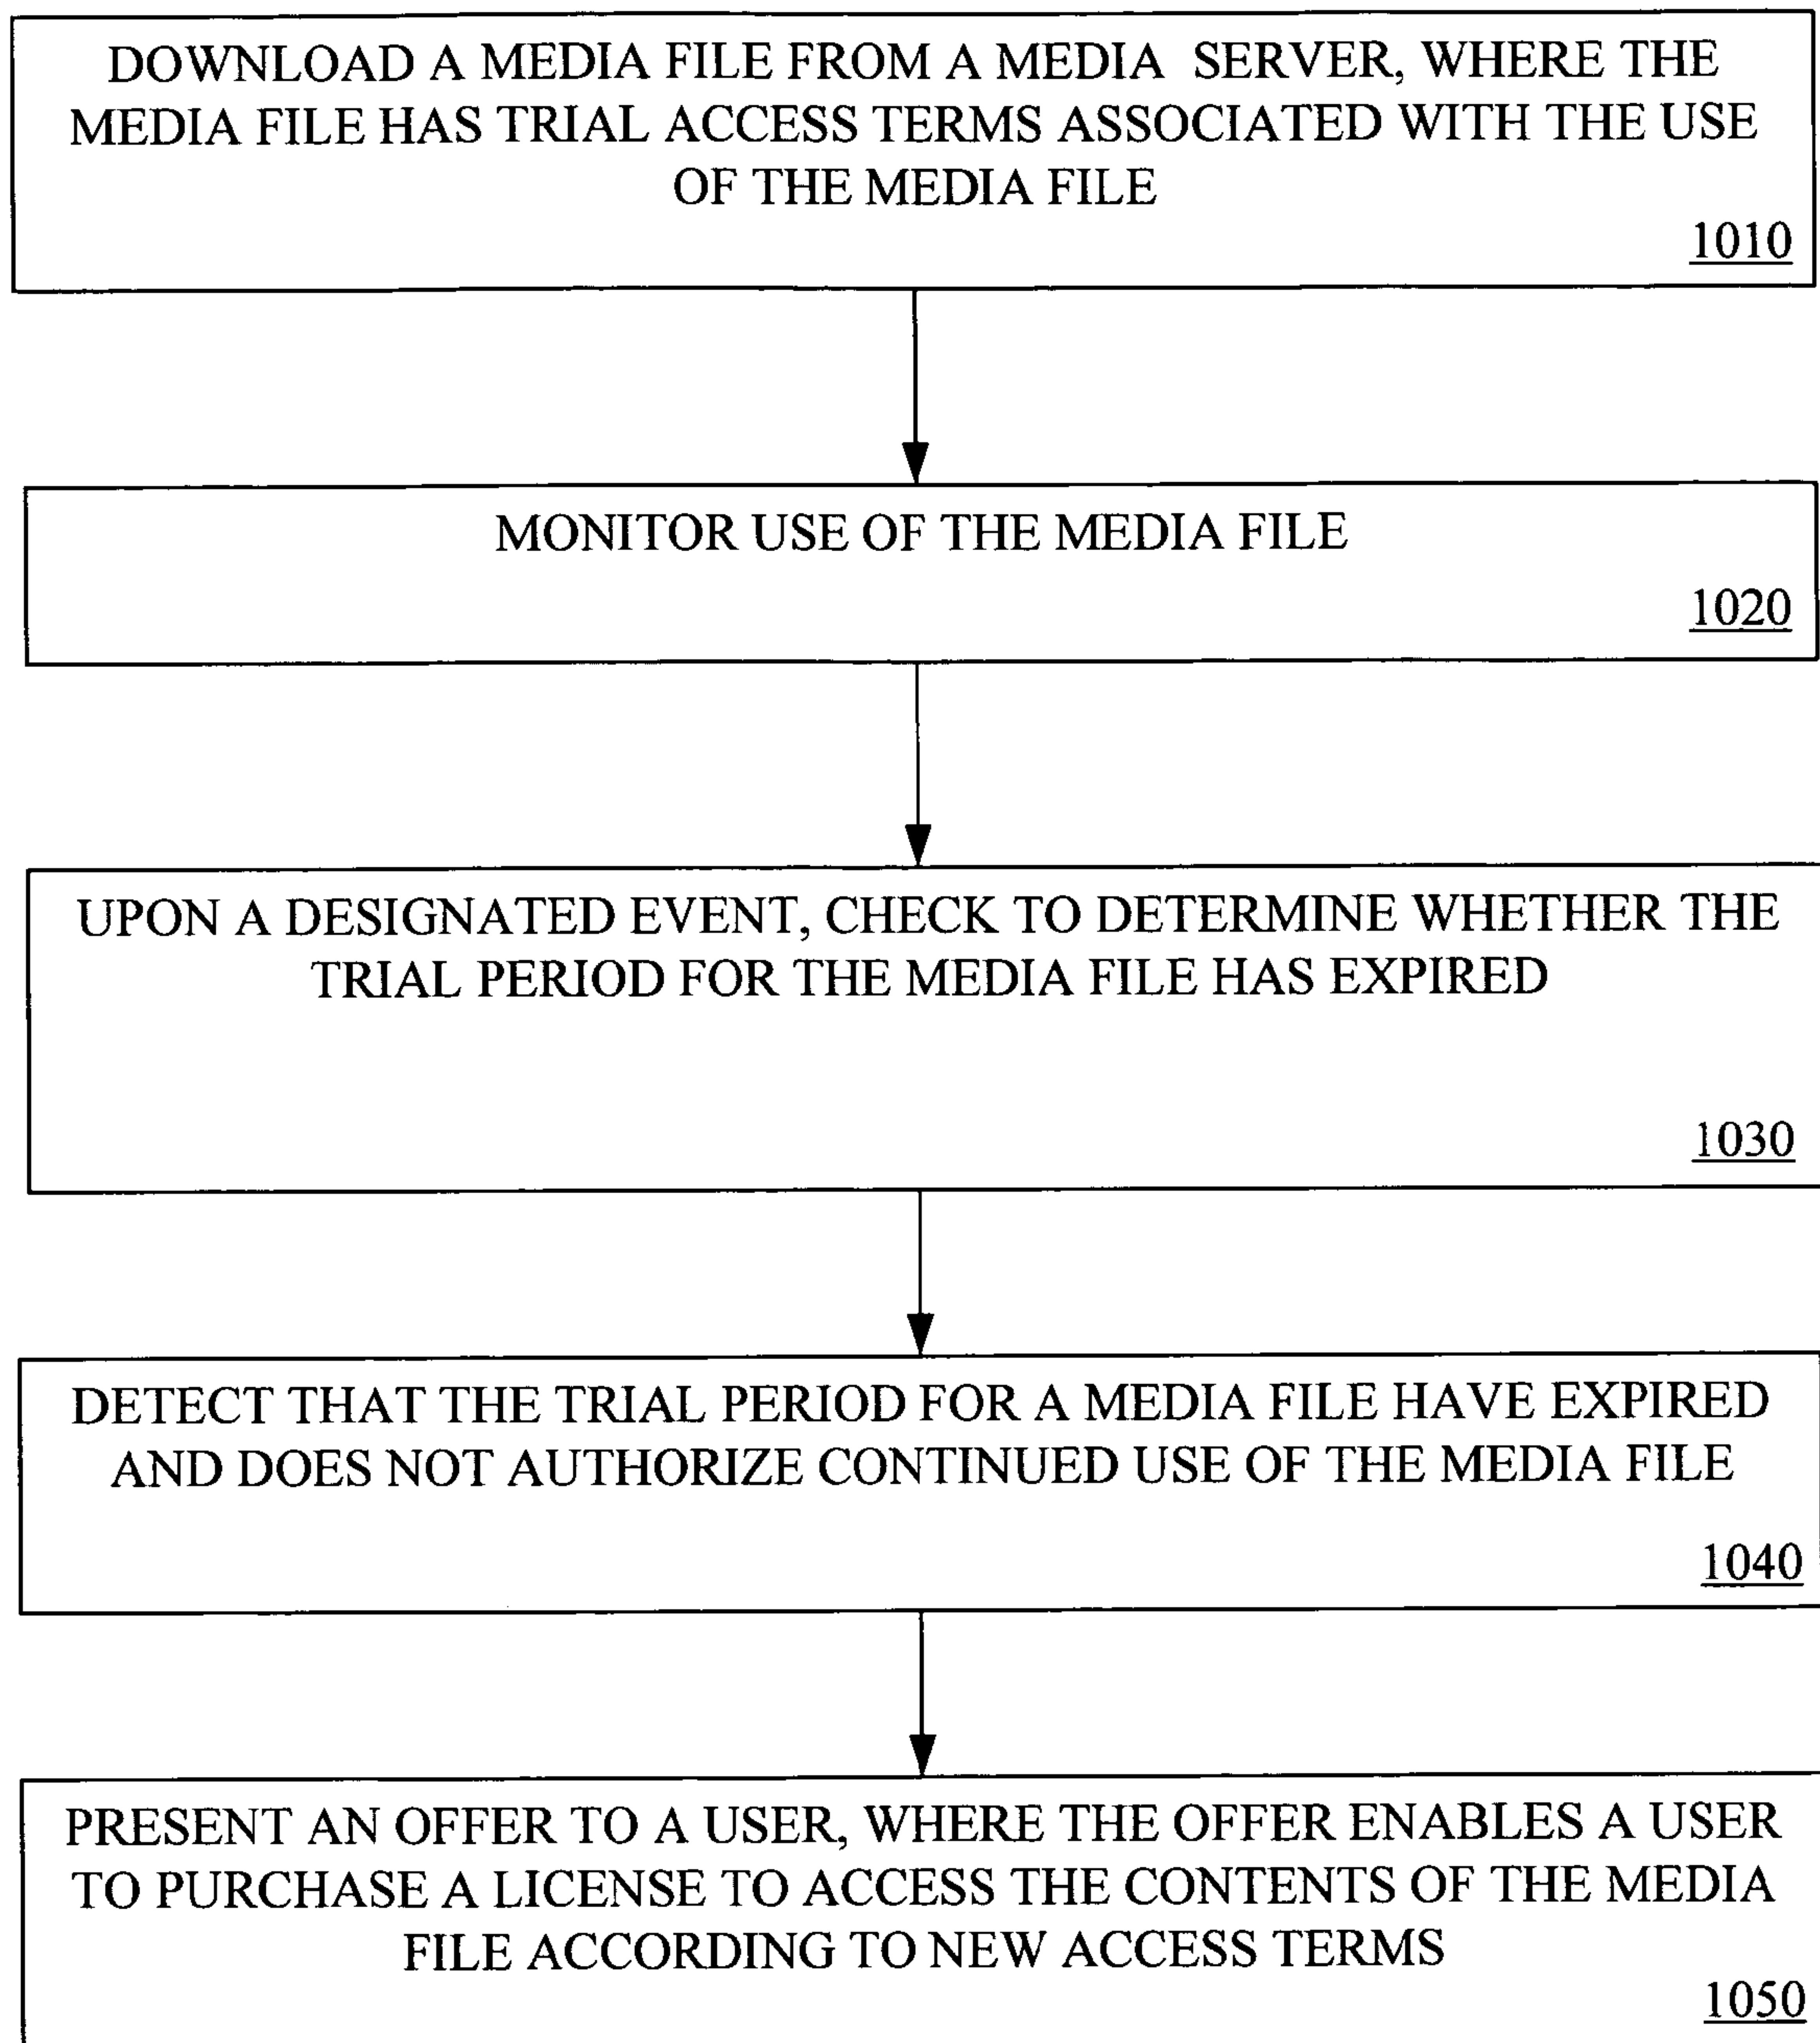 DOWNLOAD A MEDIA FILE FROM A MEDIA SERVER, WHERE THE
MEDIA FILE HAS TRIAL ACCESS TERMS ASSOCIATED WITH THE USE
OF THE MEDIA FILE
1010
MONITOR USE OF THE MEDIA FILE
1020
UPON A DESIGNATED EVENT, CHECK TO DETERMINE WHETHER THE
TRIAL PERIOD FOR THE MEDIA FILE HAS EXPIRED
1030
DETECT THAT THE TRIAL PERIOD FOR A MEDIA FILE HAVE EXPIRED
AND DOES NOT AUTHORIZE CONTINUED USE OF THE MEDIA FILE
1040
PRESENT AN OFFER TO A USER, WHERE THE OFFER ENABLES A USER
TO PURCHASE A LICENSE TO ACCESS THE CONTENTS OF THE MEDIA
FILE ACCORDING TO NEW ACCESS TERMS
1050